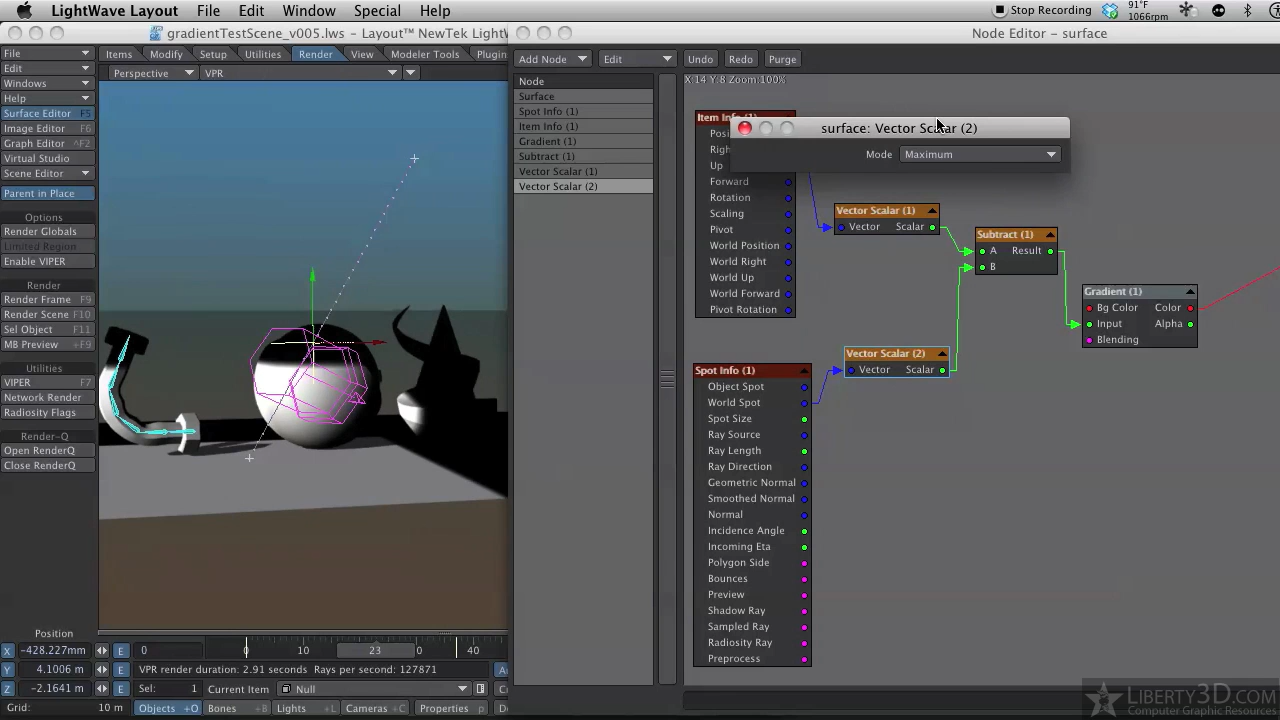 LightWave Layout File Edit Window Special Help
Stop Recording
91°F
1066rpm
gradientTestScene_v005.lws – Layout™ NewTek LightW
Node Editor – surface
File
Edit
Windows
Help
Surface Editor F5
Image Editor F6
Graph Editor ^F2
Virtual Studio
Scene Editor
Parent in Place
Options
Render Globals
Limited Region
Enable VIPER
Render
Render Frame F9
Render Scene F10
Sel Object F11
MB Preview +F9
Utilities
VIPER F7
Network Render
Radiosity Flags
Render-Q
Open RenderQ
Close RenderQ
Items Modify Setup Utilities Render View Modeler Tools Plugin
Perspective VPR
Add Node Edit Undo Redo Purge
X:14 Y:8 Zoom:100%
Node
Surface
Spot Info (1)
Item Info (1)
Gradient (1)
Subtract (1)
Vector Scalar (1)
Vector Scalar (2)
surface: Vector Scalar (2)
Mode Maximum
Item Info (1)
Posi
Righ
Up
Forward
Rotation
Scaling
Pivot
World Position
World Right
World Up
World Forward
Pivot Rotation
Vector Scalar (1)
Vector Scalar
Subtract (1)
A Result
B
Gradient (1)
Bg Color Color
Input Alpha
Blending
Vector Scalar (2)
Vector Scalar
Spot Info (1)
Object Spot
World Spot
Spot Size
Ray Source
Ray Length
Ray Direction
Geometric Normal
Smoothed Normal
Normal
Incidence Angle
Incoming Eta
Polygon Side
Bounces
Preview
Shadow Ray
Sampled Ray
Radiosity Ray
Preprocess
Position
X -428.227mm E
Y 4.1006 m E
Z -2.1641 m E
Grid: 10 m
0 0 23 0 40
VPR render duration: 2.91 seconds Rays per second: 127871
Sel: 1 Current Item Null
Objects +O Bones +B Lights +L Cameras +C Properties p
LIBERTY3D.COM
Computer Graphic Resources